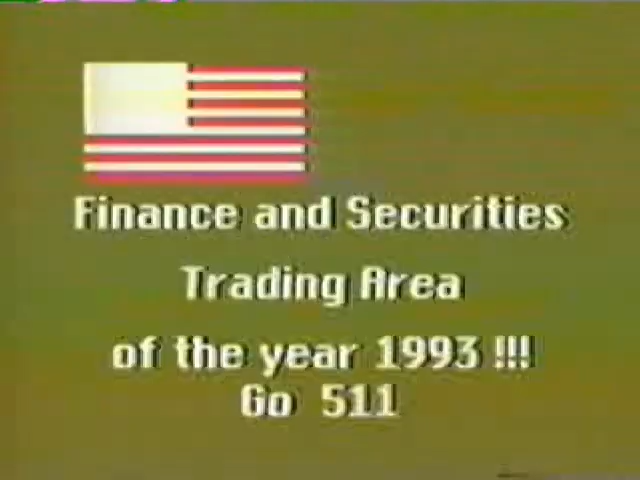 Finance and Securities
Trading Area
of the year 1993 !!!
Go 511